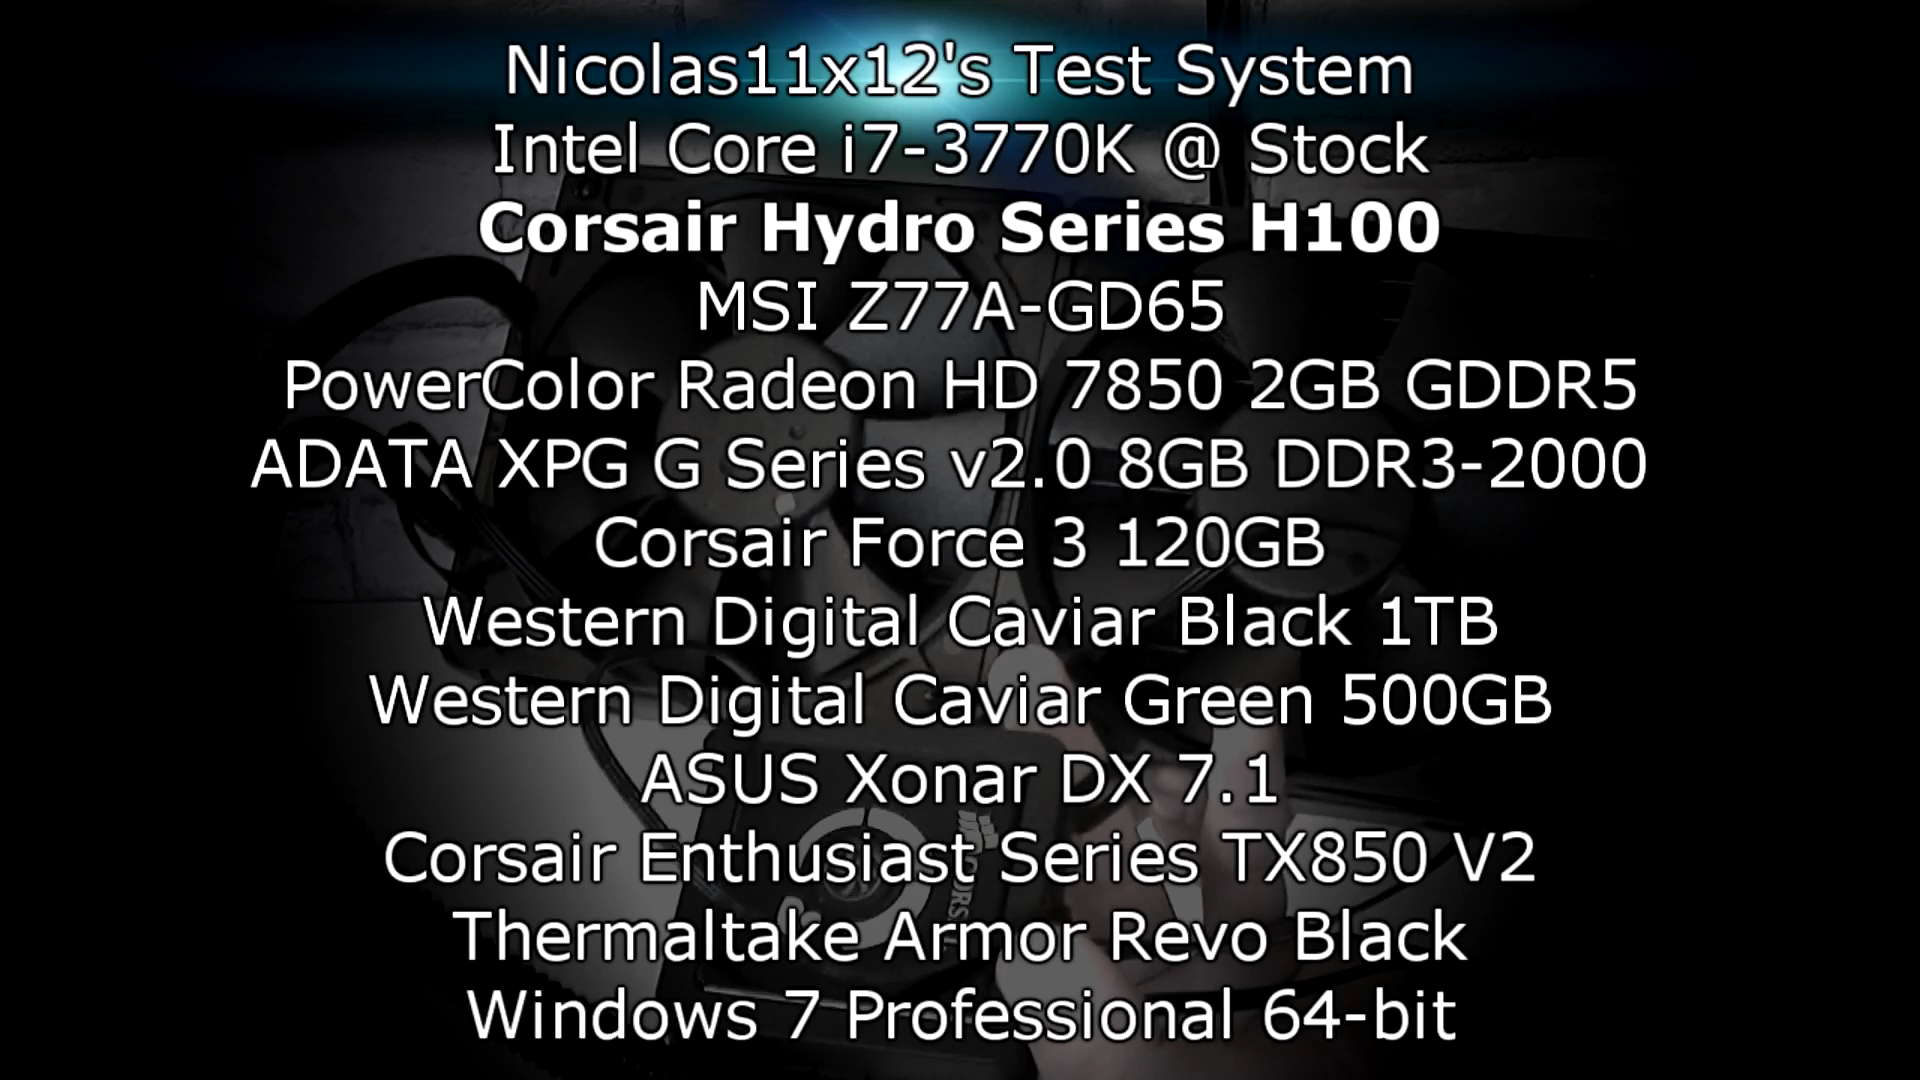 Nicolas11x12's Test System
Intel Core i7-3770K @ Stock
Corsair Hydro Series H100
MSI Z77A-GD65
PowerColor Radeon HD 7850 2GB GDDR5
ADATA XPG G Series v2.0 8GB DDR3-2000
Corsair Force 3 120GB
Western Digital Caviar Black 1TB
Western Digital Caviar Green 500GB
ASUS Xonar DX 7.1
Corsair Enthusiast Series TX850 V2
Thermaltake Armor Revo Black
Windows 7 Professional 64-bit